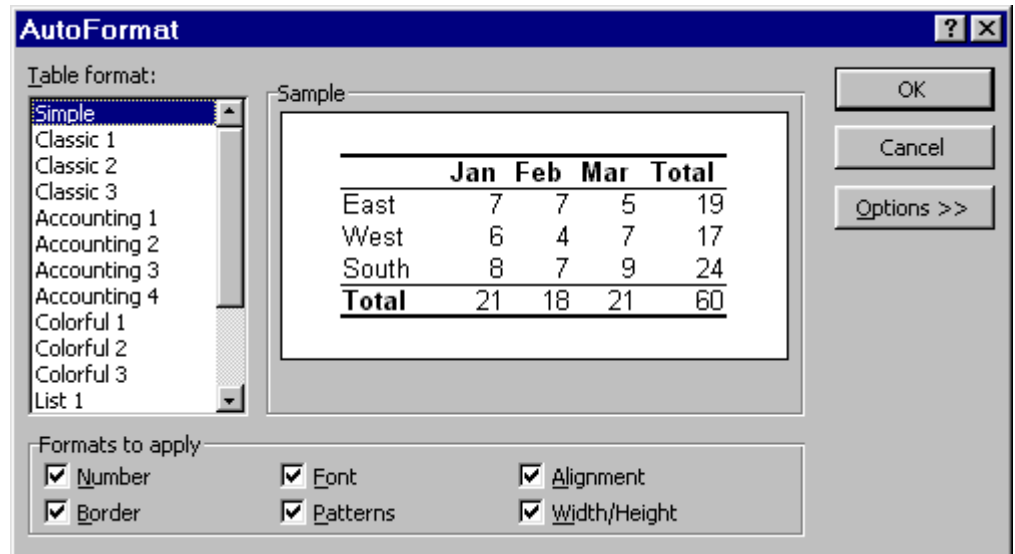 AutoFormat
Table format:
Simple
Classic 1
Classic 2
Classic 3
Accounting 1
Accounting 2
Accounting 3
Accounting 4
Colorful 1
Colorful 2
Colorful 3
List 1
Sample
Jan Feb Mar Total
East 7 7 5 19
West 6 4 7 17
South 8 7 9 24
Total 21 18 21 60
OK
Cancel
Options >>
Formats to apply
Number Font Alignment
Border Patterns Width/Height